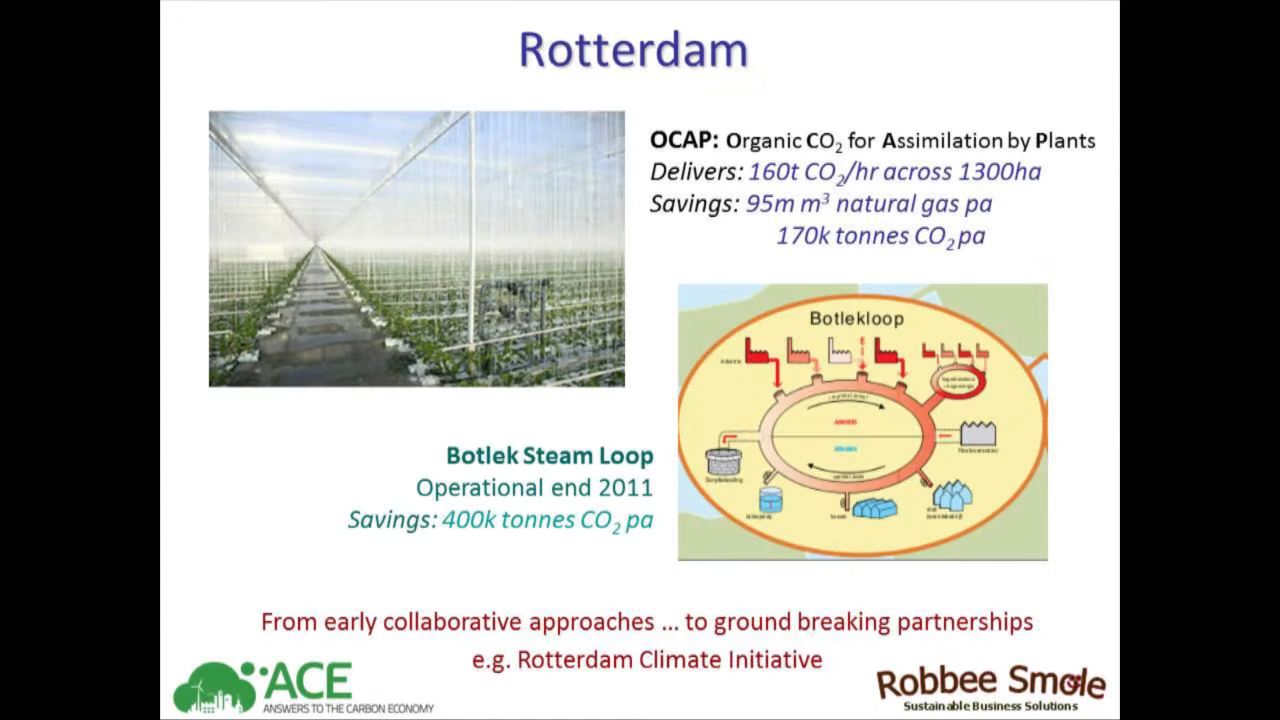 Rotterdam
OCAP: Organic CO₂ for Assimilation by Plants
Delivers: 160t CO₂/hr across 1300ha
Savings: 95m m³ natural gas pa
170k tonnes CO₂ pa
Botlekloop
Botlek Steam Loop
Operational end 2011
Savings: 400k tonnes CO₂ pa
From early collaborative approaches ... to ground breaking partnerships
e.g. Rotterdam Climate Initiative
ACE
ANSWERS TO THE CARBON ECONOMY
Robbee Smole
Sustainable Business Solutions